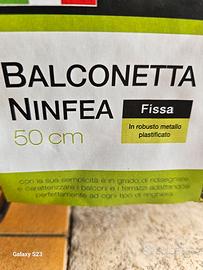 BALCONETTA
NINFEA
Fissa
In robusto metallo
plastificato
50 cm
con la sua semplicità è in grado di ridisegnare
e caratterizzare i balconi e i terrazzi adattandosi
perfettamente ad ogni tipo di ringhiera
Galaxy S23